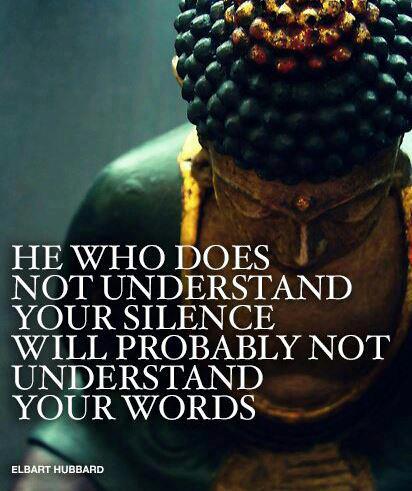 HE WHO DOES
NOT UNDERSTAND
YOUR SILENCE
WILL PROBABLY NOT
UNDERSTAND
YOUR WORDS
ELBART HUBBARD